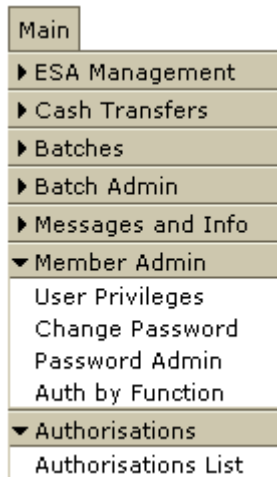 Main
ESA Management
Cash Transfers
Batches
Batch Admin
Messages and Info
Member Admin
User Privileges
Change Password
Password Admin
Auth by Function
Authorisations
Authorisations List